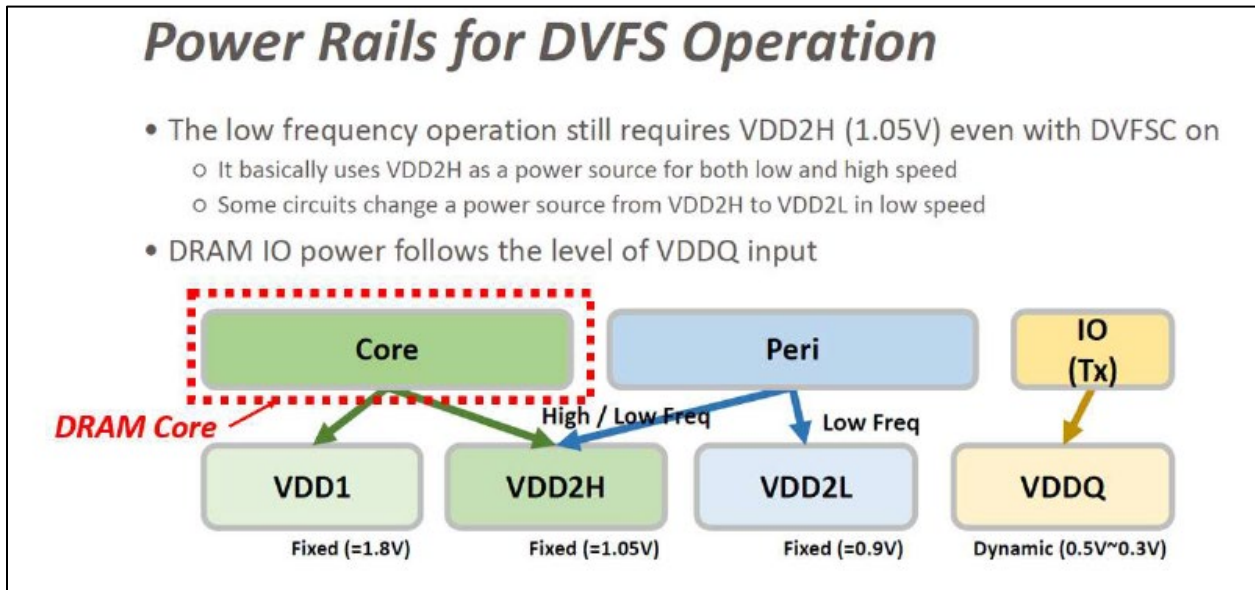 Power Rails for DVFS Operation
• The low frequency operation still requires VDD2H (1.05V) even with DVFSC on
○ It basically uses VDD2H as a power source for both low and high speed
○ Some circuits change a power source from VDD2H to VDD2L in low speed
• DRAM IO power follows the level of VDDQ input
Core
Peri
IO
(Tx)
DRAM Core
High / Low Freq
Low Freq
VDD1
VDD2H
VDD2L
VDDQ
Fixed (=1.8V)
Fixed (=1.05V)
Fixed (=0.9V)
Dynamic (0.5V~0.3V)